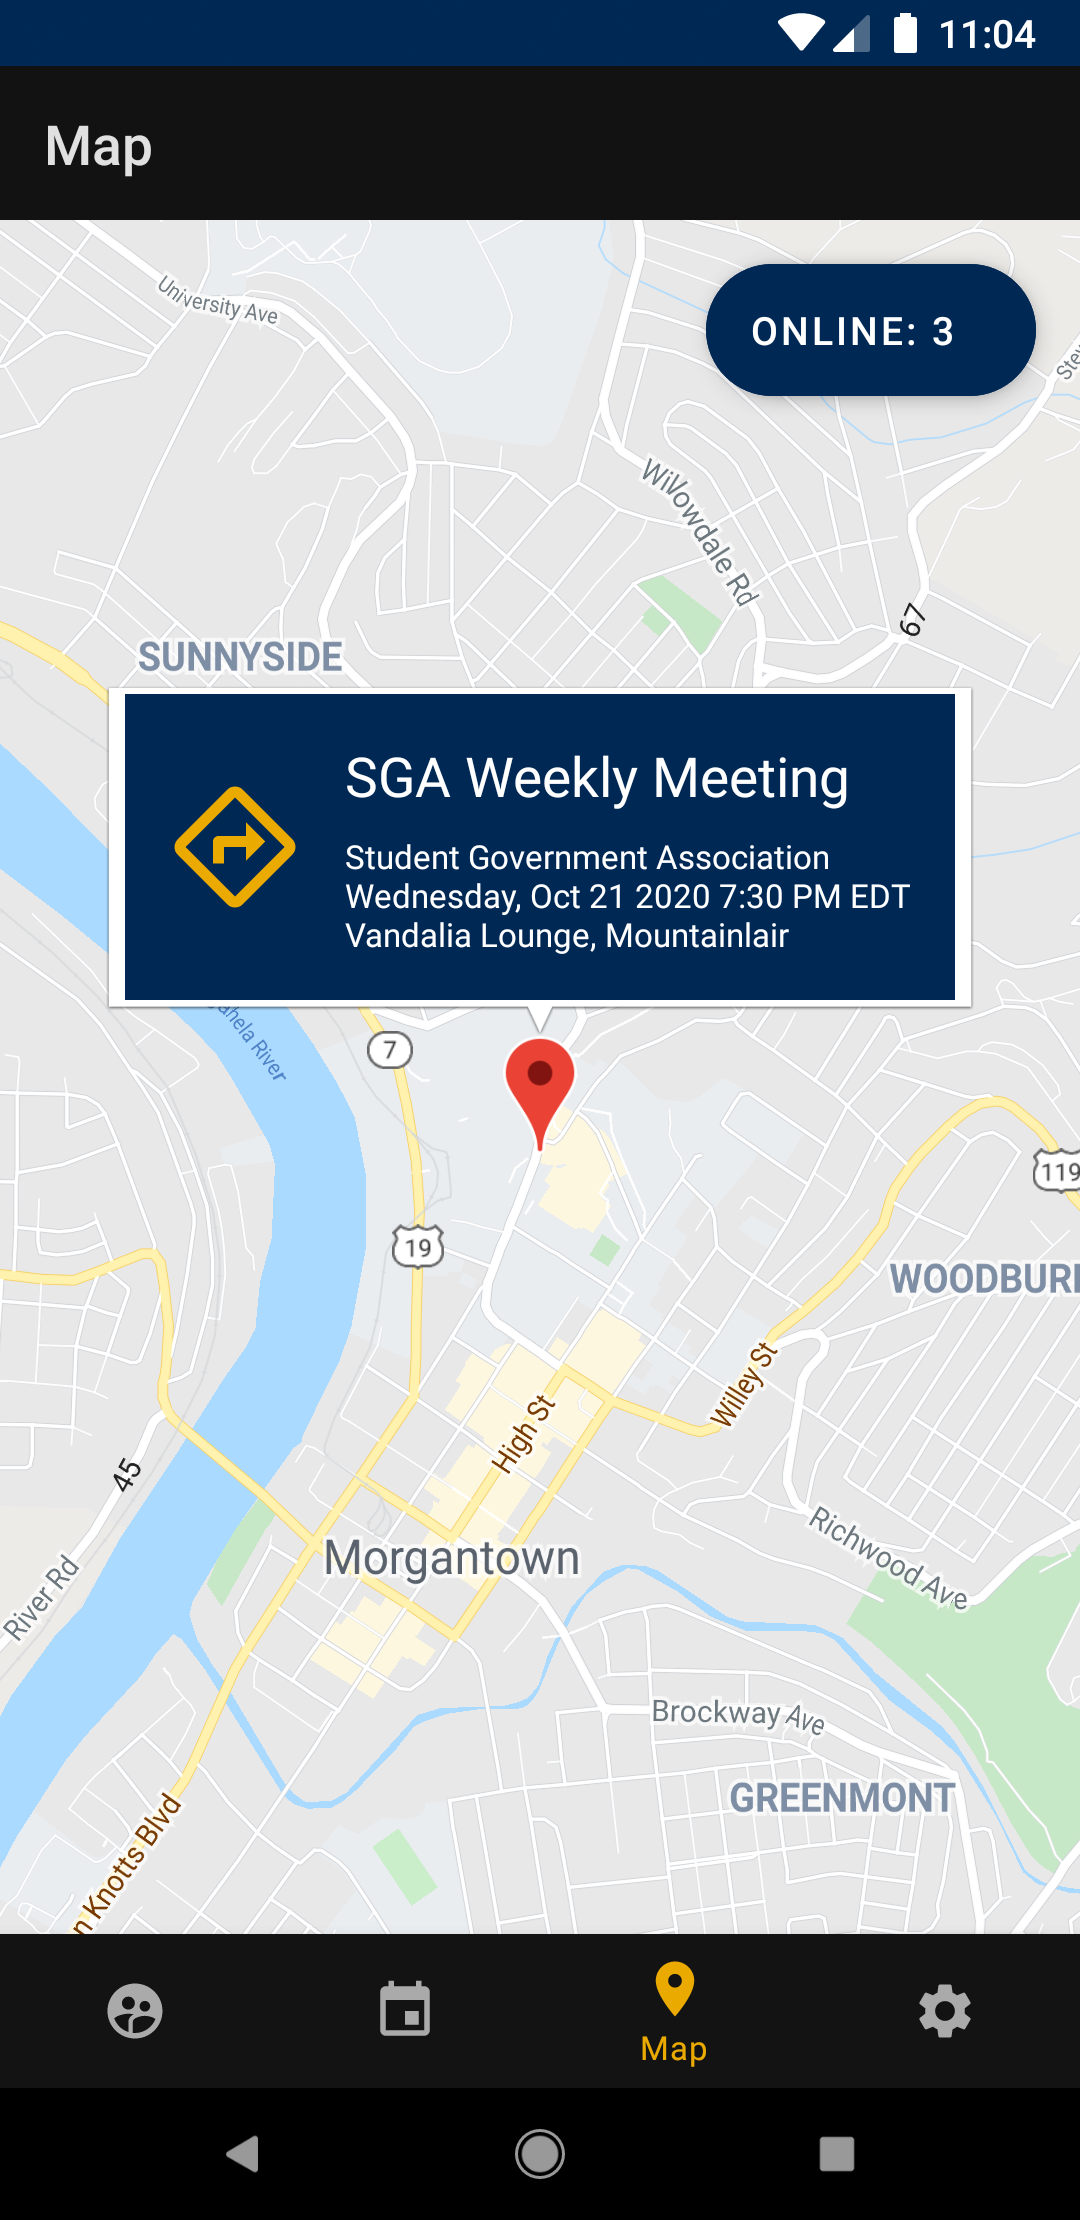 11:04
Map
University Ave
ONLINE: 3
Willowdale Rd
67
SUNNYSIDE
SGA Weekly Meeting
Student Government Association
Wednesday, Oct 21 2020 7:30 PM EDT
Vandalia Lounge, Mountainlair
River
7
119
19
Willey St
High St
45
Richwood Ave
Morgantown
River Rd
Brockway Ave
GREENMONT
Knotts Blvd
Map